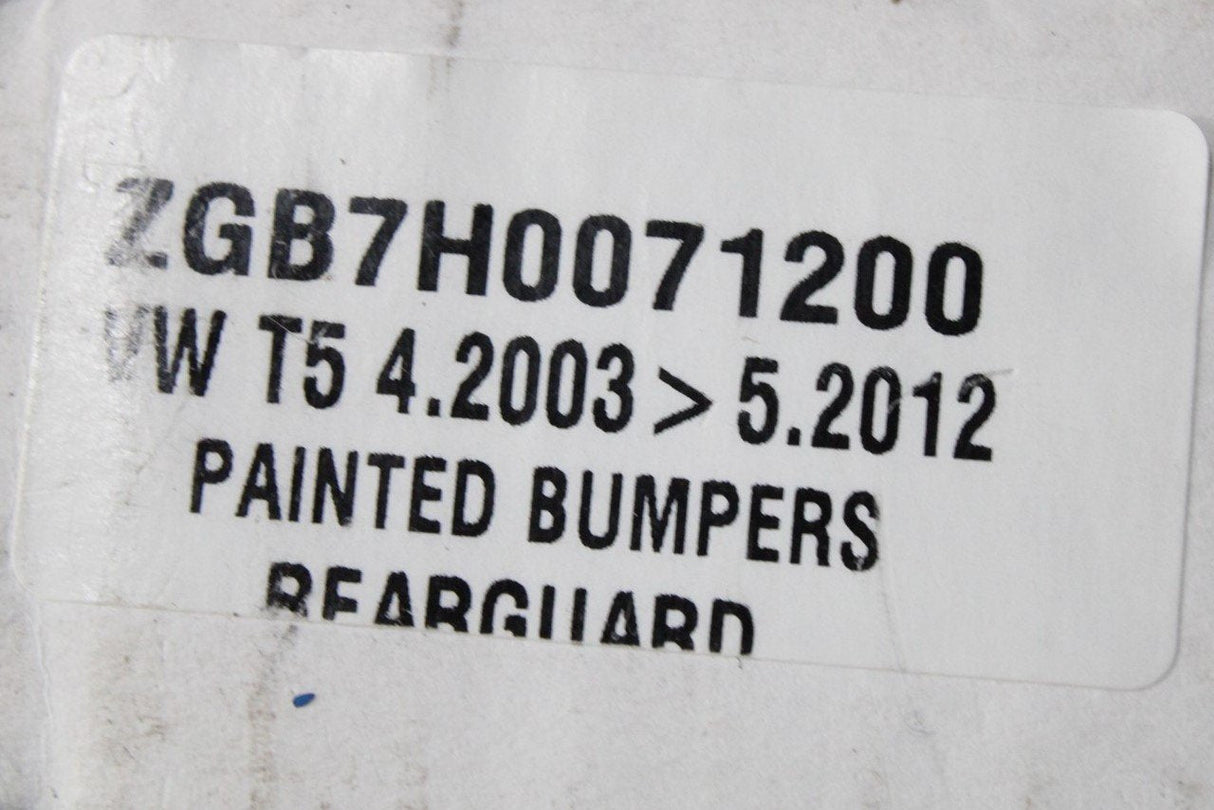 ZGB7H0071200
VW T5 4.2003 > 5.2012
PAINTED BUMPERS
REARGUARD